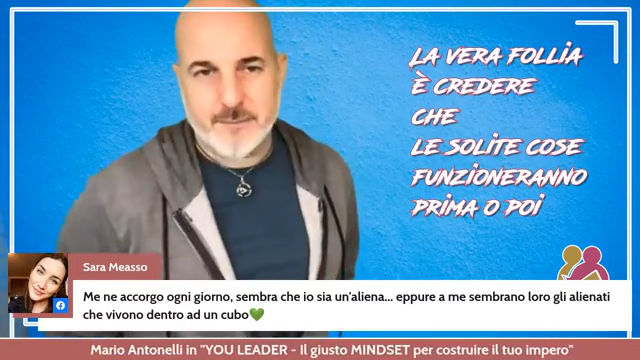 LA VERA FOLLIA
È CREDERE
CHE
LE SOLITE COSE
FUNZIONERANNO
PRIMA O POI
Sara Measso
Me ne accorgo ogni giorno, sembra che io sia un'aliena... eppure a me sembrano loro gli alienati
che vivono dentro ad un cubo💚
Mario Antonelli in "YOU LEADER - Il giusto MINDSET per costruire il tuo impero"